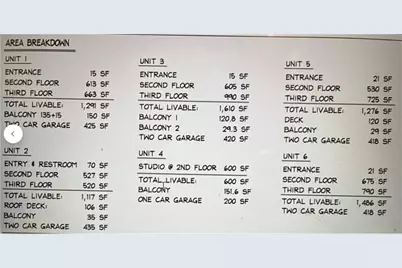 AREA BREAKDOWN
UNIT 1
ENTRANCE 15 SF
SECOND FLOOR 613 SF
THIRD FLOOR 663 SF
TOTAL LIVABLE: 1,291 SF
BALCONY 135+15 150 SF
TWO CAR GARAGE 425 SF
UNIT 2
ENTRY & RESTROOM 70 SF
SECOND FLOOR 527 SF
THIRD FLOOR 520 SF
TOTAL LIVABLE: 1,117 SF
ROOF DECK: 106 SF
BALCONY 35 SF
TWO CAR GARAGE 435 SF
UNIT 3
ENTRANCE 15 SF
SECOND FLOOR 605 SF
THIRD FLOOR 990 SF
TOTAL LIVABLE: 1,610 SF
BALCONY 1 120.8 SF
BALCONY 2 29.3 SF
TWO CAR GARAGE 420 SF
UNIT 4
STUDIO @ 2ND FLOOR 600 SF
TOTAL LIVABLE: 600 SF
BALCONY 151.6 SF
ONE CAR GARAGE 200 SF
UNIT 5
ENTRANCE 21 SF
SECOND FLOOR 530 SF
THIRD FLOOR 725 SF
TOTAL LIVABLE: 1,276 SF
DECK 120 SF
BALCONY 29 SF
TWO CAR GARAGE 418 SF
UNIT 6
ENTRANCE 21 SF
SECOND FLOOR 675 SF
THIRD FLOOR 790 SF
TOTAL LIVABLE: 1,486 SF
TWO CAR GARAGE 418 SF